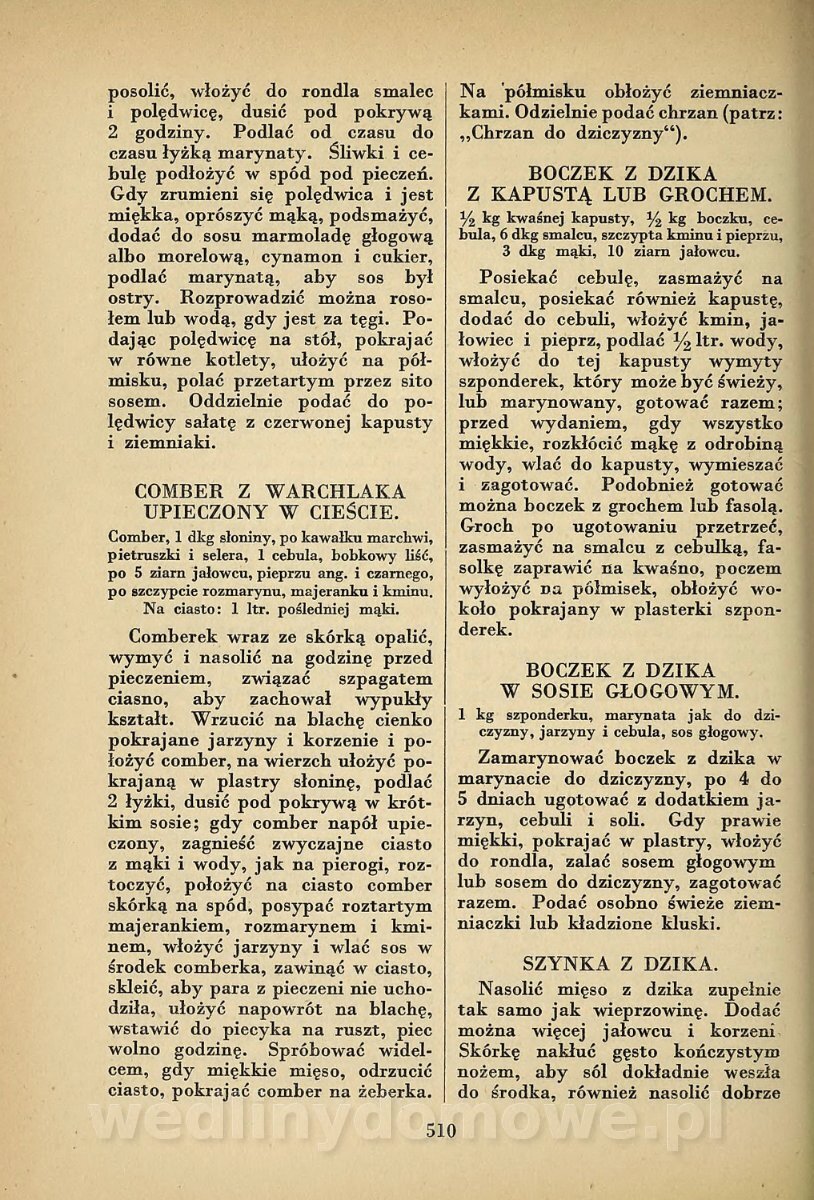 posolić, włożyć do rondla smalec
i polędwicę, dusić pod pokrywą
2 godziny. Podlać od czasu do
czasu łyżką marynaty. Śliwki i ce-
bulę podłożyć w spód pod pieczeń.
Gdy zrumieni się polędwica i jest
miękka, oprószyć mąką, podsmażyć,
dodać do sosu marmoladę głogową
albo morelową, cynamon i cukier,
podlać marynatą, aby sos był
ostry. Rozprowadzić można roso-
łem lub wodą, gdy jest za tęgi. Po-
dając polędwicę na stół, pokrajać
w równe kotlety, ułożyć na pół-
misku, polać przetartym przez sito
sosem. Oddzielnie podać do po-
lędwicy sałatę z czerwonej kapusty
i ziemniaki.
COMBER Z WARCHLAKA
UPIECZONY W CIEŚCIE.
Comber, 1 dkg słoniny, po kawałku marchwi,
pietruszki i selera, 1 cebula, bobkowy liść,
po 5 ziarn jałowcu, pieprzu ang. i czarnego,
po szczypcie rozmarynu, majeranku i kminu.
Na ciasto: 1 ltr. pośledniej mąki.
Comberek wraz ze skórką opalić,
wymyć i nasolić na godzinę przed
pieczeniem, związać szpagatem
ciasno, aby zachował wypukły
kształt. Wrzucić na blachę cienko
pokrajane jarzyny i korzenie i po-
łożyć comber, na wierzch ułożyć po-
krajaną w plastry słoninę, podlać
2 łyżki, dusić pod pokrywą w krót-
kim sosie; gdy comber napół upie-
czony, zagnieść zwyczajne ciasto
z mąki i wody, jak na pierogi, roz-
toczyć, położyć na ciasto comber
skórką na spód, posypać roztartym
majerankiem, rozmarynem i kmi-
nem, włożyć jarzyny i wlać sos w
środek comberka, zawinąć w ciasto,
skleić, aby para z pieczeni nie ucho-
dziła, ułożyć napowrót na blachę,
wstawić do piecyka na ruszt, piec
wolno godzinę. Spróbować widel-
cem, gdy miękkie mięso, odrzucić
ciasto, pokrajać comber na żeberka.
Na półmisku obłożyć ziemniacz-
kami. Odzielnie podać chrzan (patrz:
„Chrzan do dziczyzny“).
BOCZEK Z DZIKA
Z KAPUSTĄ LUB GROCHEM.
½ kg kwaśnej kapusty, ½ kg boczku, ce-
bula, 6 dkg smalcu, szczypta kminu i pieprzu,
3 dkg mąki, 10 ziarn jałowcu.
Posiekać cebulę, zasmażyć na
smalcu, posiekać również kapustę,
dodać do cebuli, włożyć kmin, ja-
łowiec i pieprz, podlać ½ ltr. wody,
włożyć do tej kapusty wymyty
szponderek, który może być świeży,
lub marynowany, gotować razem;
przed wydaniem, gdy wszystko
miękkie, rozkłócić mąkę z odrobiną
wody, wlać do kapusty, wymieszać
i zagotować. Podobnież gotować
można boczek z grochem lub fasolą.
Groch po ugotowaniu przetrzeć,
zasmażyć na smalcu z cebulką, fa-
solkę zaprawić na kwaśno, poczem
wyłożyć na półmisek, obłożyć wo-
koło pokrajany w plasterki szpon-
derek.
BOCZEK Z DZIKA
W SOSIE GŁOGOWYM.
1 kg szponderku, marynata jak do dzi-
czyzny, jarzyny i cebula, sos głogowy.
Zamarynować boczek z dzika w
marynacie do dziczyzny, po 4 do
5 dniach ugotować z dodatkiem ja-
rzyn, cebuli i soli. Gdy prawie
miękki, pokrajać w plastry, włożyć
do rondla, zalać sosem głogowym
lub sosem do dziczyzny, zagotować
razem. Podać osobno świeże ziem-
niaczki lub kładzione kluski.
SZYNKA Z DZIKA.
Nasolić mięso z dzika zupełnie
tak samo jak wieprzowinę. Dodać
można więcej jałowcu i korzeni
Skórkę nakłuć gęsto kończystym
nożem, aby sól dokładnie weszła
do środka, również nasolić dobrze
wedlinydomowe.pl
510